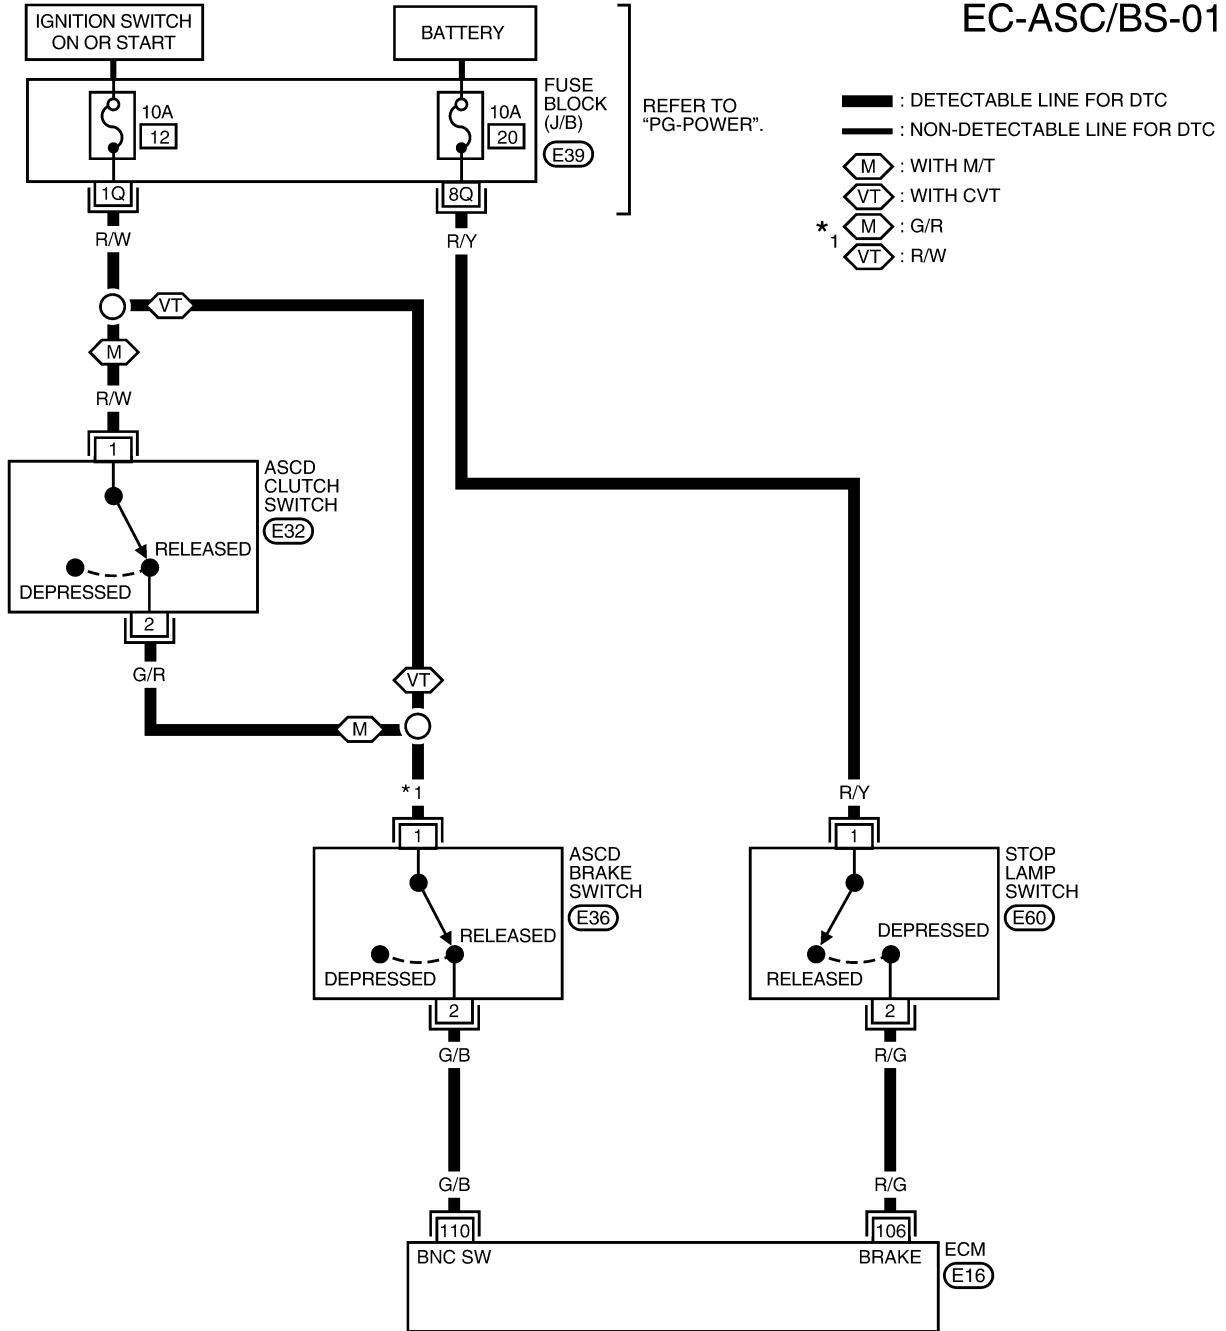 EC-ASC/BS-01
IGNITION SWITCH
ON OR START
BATTERY
FUSE
BLOCK
(J/B)
E39
10A
12
10A
20
REFER TO
“PG-POWER”.
: DETECTABLE LINE FOR DTC
: NON-DETECTABLE LINE FOR DTC
M : WITH M/T
VT : WITH CVT
*1 M : G/R
VT : R/W
1Q
8Q
R/W
R/Y
VT
M
R/W
1
ASCD
CLUTCH
SWITCH
E32
RELEASED
DEPRESSED
2
G/R
VT
M
*1
R/Y
1
1
ASCD
BRAKE
SWITCH
E36
RELEASED
DEPRESSED
STOP
LAMP
SWITCH
E60
DEPRESSED
RELEASED
2
2
G/B
R/G
G/B
R/G
110
106
BNC SW
BRAKE
ECM
E16